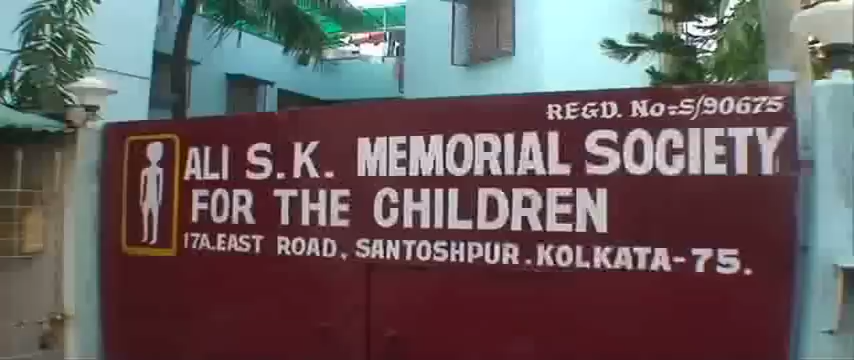 REGD. No=S/90675
ALI S.K. MEMORIAL SOCIETY
FOR THE CHILDREN
17A.EAST ROAD, SANTOSHPUR. KOLKATA-75.